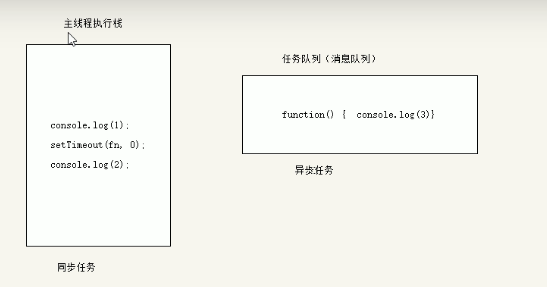 主线程执行栈
console.log(1);
setTimeout(fn, 0);
console.log(2);
同步任务
任务队列（消息队列）
function() { console.log(3)}
异步任务